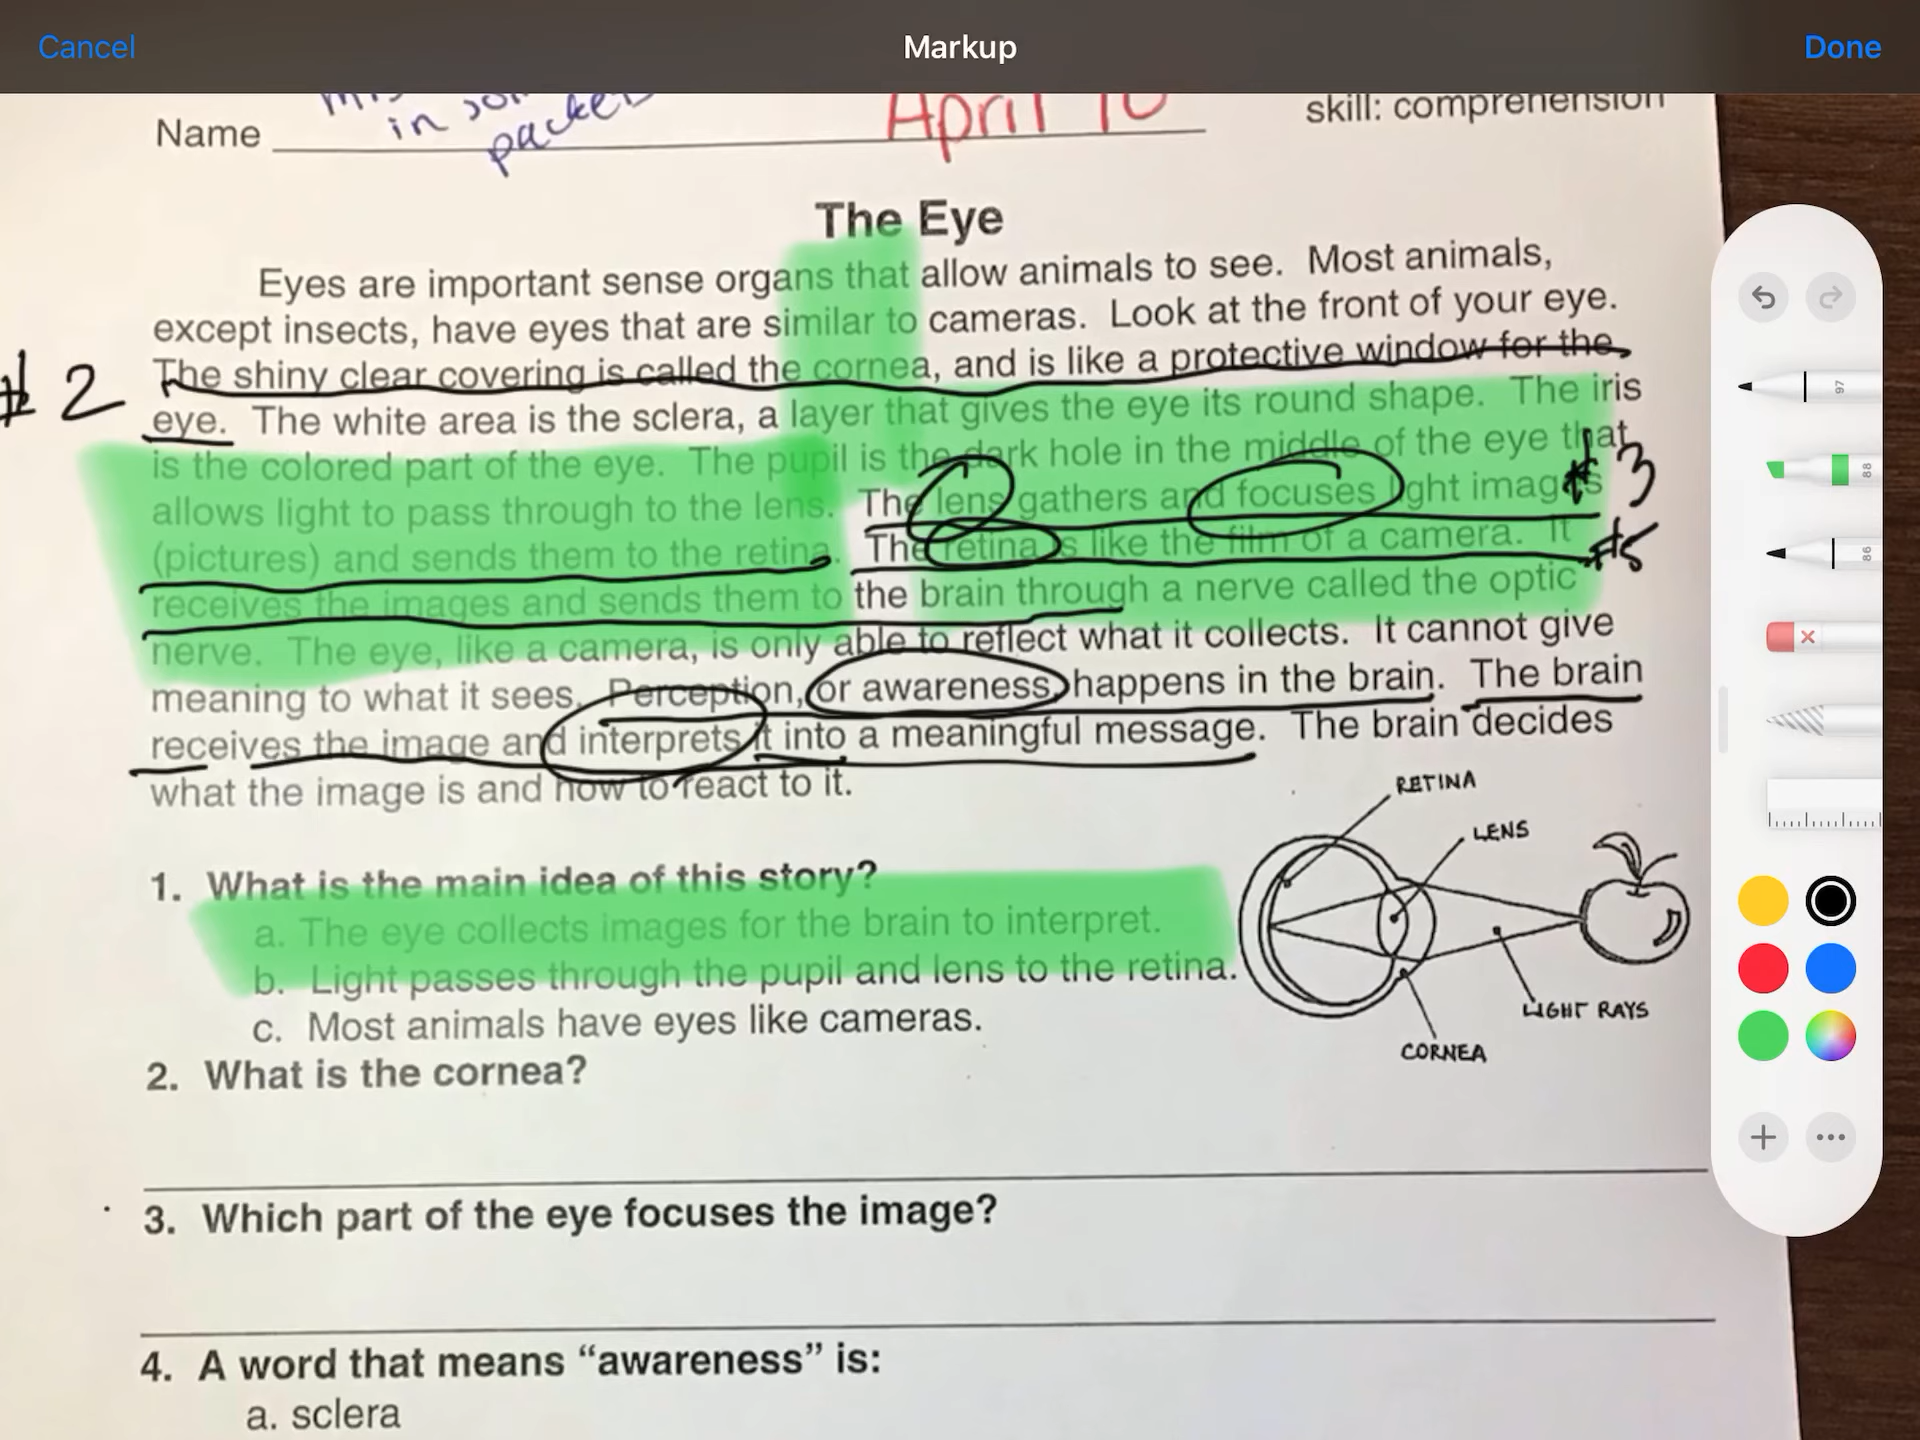 Cancel
Markup
Done
in
packet
Name
April 10
skill: comprehension
The Eye
Eyes are important sense organs that allow animals to see. Most animals,
except insects, have eyes that are similar to cameras. Look at the front of your eye.
The shiny clear covering is called the cornea, and is like a protective window for the
#2
eye. The white area is the sclera, a layer that gives the eye its round shape. The iris
is the colored part of the eye. The pupil is the dark hole in the middle of the eye that
#3
allows light to pass through to the lens. The lens gathers and focuses light images
(pictures) and sends them to the retina. The retina is like the film of a camera. It
#5
receives the images and sends them to the brain through a nerve called the optic
nerve. The eye, like a camera, is only able to reflect what it collects. It cannot give
meaning to what it sees. Perception, or awareness, happens in the brain. The brain
receives the image and interprets it into a meaningful message. The brain decides
what the image is and how to react to it.
RETINA
LENS
LIGHT RAYS
CORNEA
1. What is the main idea of this story?
a. The eye collects images for the brain to interpret.
b. Light passes through the pupil and lens to the retina.
c. Most animals have eyes like cameras.
2. What is the cornea?
3. Which part of the eye focuses the image?
4. A word that means “awareness” is:
a. sclera
97
88
86